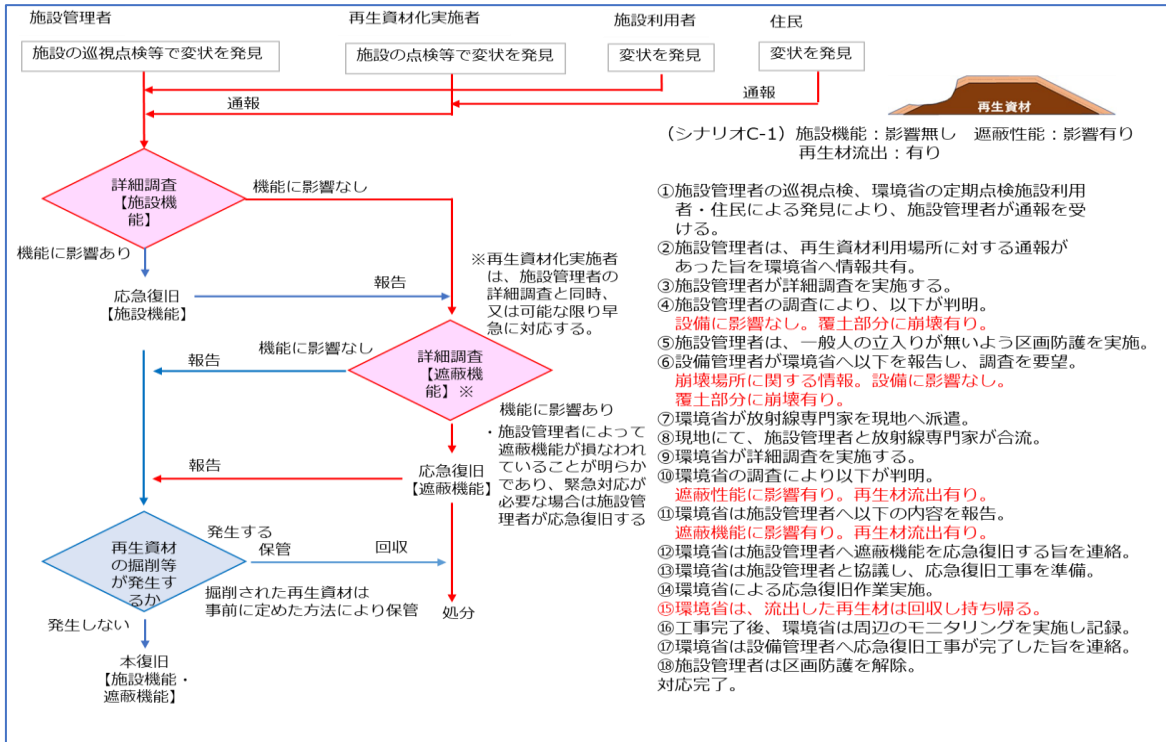 施設管理者
再生資材化実施者
施設利用者
住民
施設の巡視点検等で変状を発見
施設の点検等で変状を発見
変状を発見
変状を発見
通報
通報
再生資材
詳細調査
【施設機
能】
機能に影響なし
機能に影響あり
応急復旧
【施設機能】
報告
※再生資材化実施者
は、施設管理者の
詳細調査と同時、
又は可能な限り早
急に対応する。
機能に影響なし
報告
詳細調査
【遮蔽機
能】※
機能に影響あり
・施設管理者によって
遮蔽機能が損なわれ
ていることが明らか
であり、緊急対応が
必要な場合は施設管
理者が応急復旧する
報告
応急復旧
【遮蔽機能】
再生資材
の掘削等
が発生す
るか
発生する
保管
回収
掘削された再生資材は
事前に定めた方法により保管
処分
発生しない
本復旧
【施設機能・
遮蔽機能】
（シナリオC-1）施設機能：影響無し　遮蔽性能：影響有り
再生材流出：有り
①施設管理者の巡視点検、環境省の定期点検施設利用
者・住民による発見により、施設管理者が通報を受
ける。
②施設管理者は、再生資材利用場所に対する通報が
あった旨を環境省へ情報共有。
③施設管理者が詳細調査を実施する。
④施設管理者の調査により、以下が判明。
設備に影響なし。覆土部分に崩壊有り。
⑤施設管理者は、一般人の立入りが無いよう区画防護を実施。
⑥設備管理者が環境省へ以下を報告し、調査を要望。
崩壊場所に関する情報。設備に影響なし。
覆土部分に崩壊有り。
⑦環境省が放射線専門家を現地へ派遣。
⑧現地にて、施設管理者と放射線専門家が合流。
⑨環境省が詳細調査を実施する。
⑩環境省の調査により以下が判明。
遮蔽性能に影響有り。再生材流出有り。
⑪環境省は施設管理者へ以下の内容を報告。
遮蔽機能に影響有り。再生材流出有り。
⑫環境省は施設管理者へ遮蔽機能を応急復旧する旨を連絡。
⑬環境省は施設管理者と協議し、応急復旧工事を準備。
⑭環境省による応急復旧作業実施。
⑮環境省は、流出した再生材は回収し持ち帰る。
⑯工事完了後、環境省は周辺のモニタリングを実施し記録。
⑰環境省は設備管理者へ応急復旧工事が完了した旨を連絡。
⑱施設管理者は区画防護を解除。
対応完了。